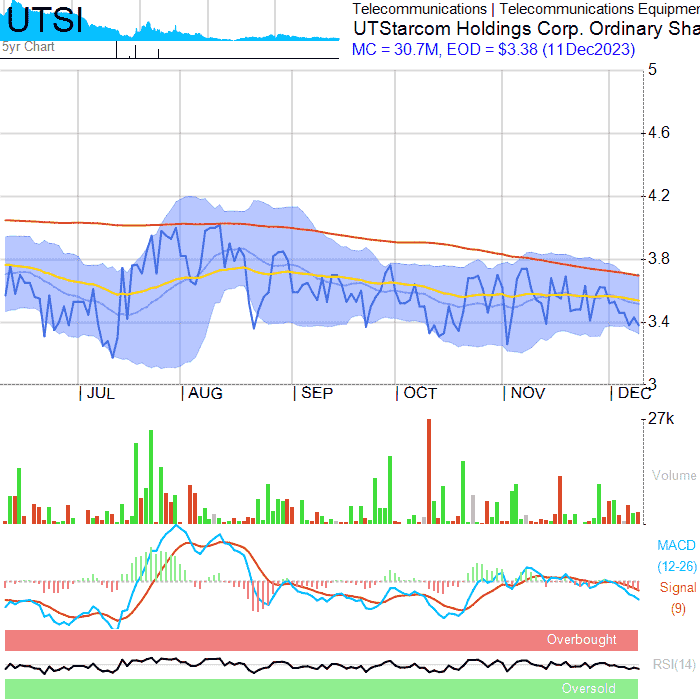 UTSI
5yr Chart
Telecommunications | Telecommunications Equipmen
UTStarcom Holdings Corp. Ordinary Sha
MC = 30.7M, EOD = $3.38 (11Dec2023)
5
4.6
4.2
3.8
3.4
3
| JUL | AUG | SEP | OCT | NOV | DEC
27k
Volume
MACD
(12-26)
Signal
(9)
Overbought
RSI(14)
Oversold